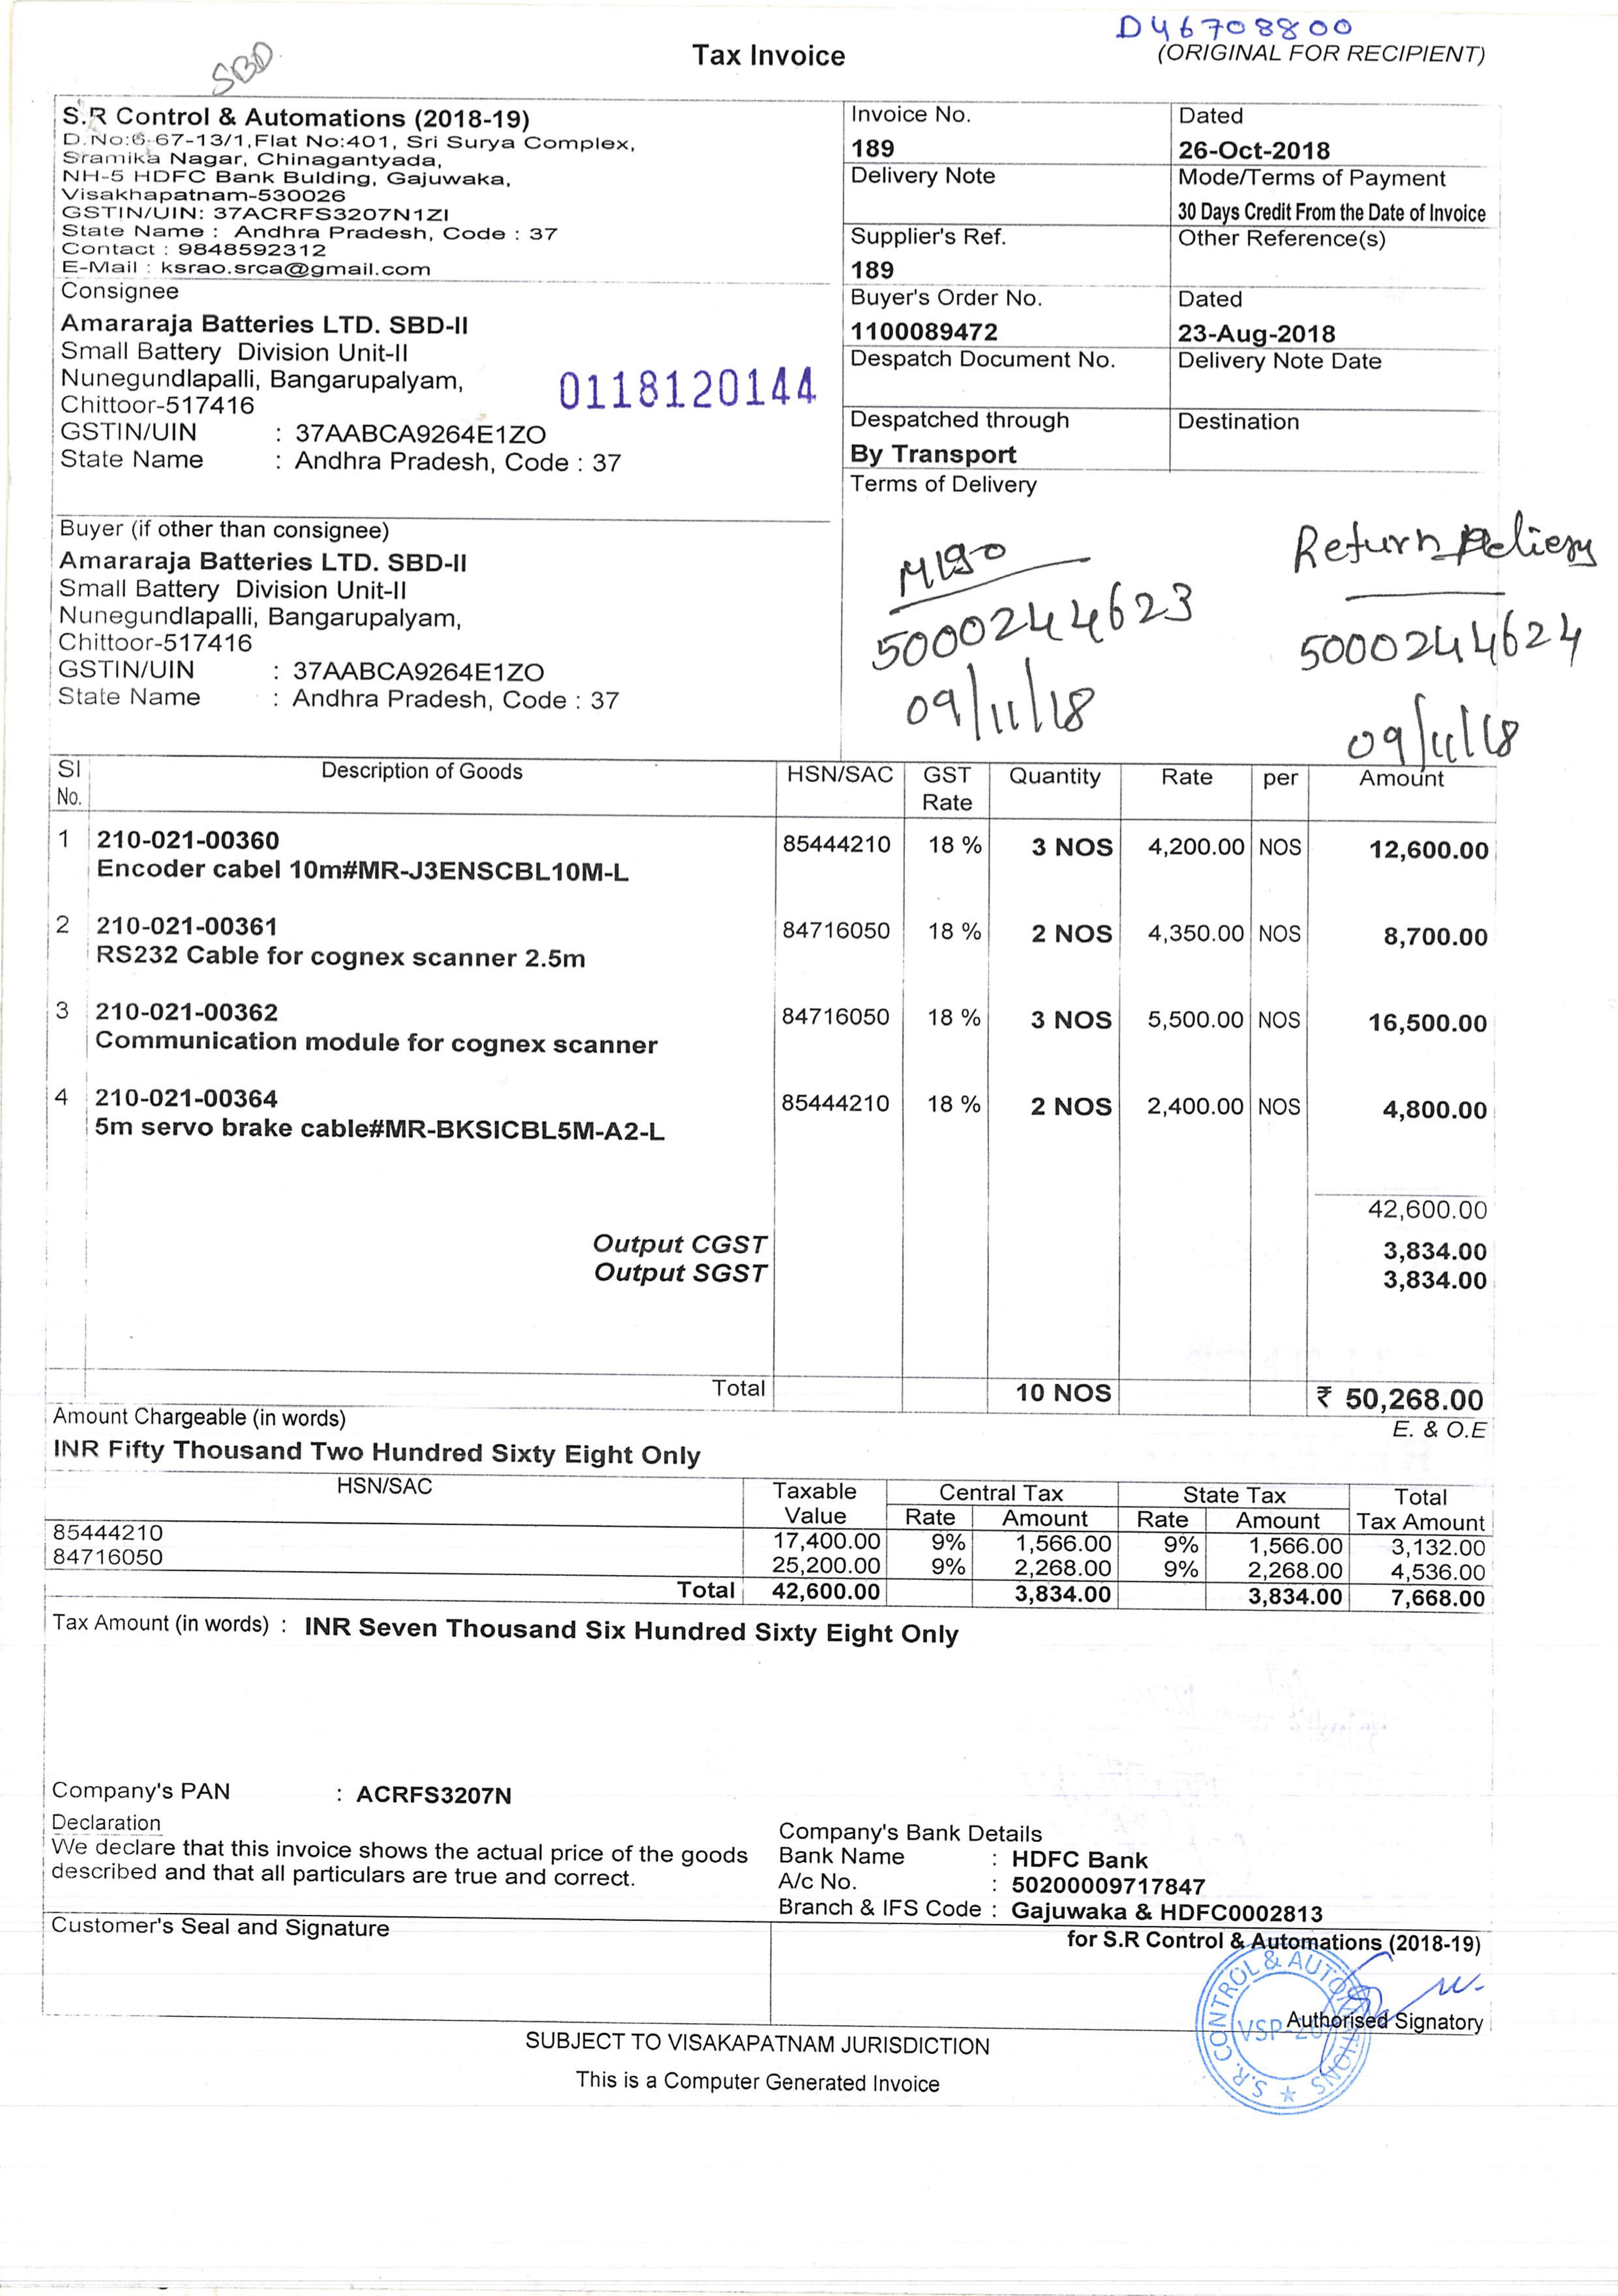 D46708800
SBD
Tax Invoice
(ORIGINAL FOR RECIPIENT)
S.R Control & Automations (2018-19)
D.No:6-67-13/1,Flat No:401, Sri Surya Complex,
Sramika Nagar, Chinagantyada,
NH-5 HDFC Bank Bulding, Gajuwaka,
Visakhapatnam-530026
GSTIN/UIN: 37ACRFS3207N1ZI
State Name : Andhra Pradesh, Code : 37
Contact : 9848592312
E-Mail : ksrao.srca@gmail.com
Invoice No.
189
Dated
26-Oct-2018
Delivery Note
Mode/Terms of Payment
30 Days Credit From the Date of Invoice
Supplier's Ref.
189
Other Reference(s)
Consignee
Amararaja Batteries LTD. SBD-II
Small Battery Division Unit-II
Nunegundlapalli, Bangarupalyam,
Chittoor-517416
GSTIN/UIN : 37AABCA9264E1ZO
State Name : Andhra Pradesh, Code : 37
0118120144
Buyer's Order No.
1100089472
Dated
23-Aug-2018
Despatch Document No.
Delivery Note Date
Despatched through
By Transport
Destination
Terms of Delivery
Buyer (if other than consignee)
Amararaja Batteries LTD. SBD-II
Small Battery Division Unit-II
Nunegundlapalli, Bangarupalyam,
Chittoor-517416
GSTIN/UIN : 37AABCA9264E1ZO
State Name : Andhra Pradesh, Code : 37
Migo
5000244623
09/11/18
Return
5000244624
09/11/18
SI No. Description of Goods HSN/SAC GST Rate Quantity Rate per Amount
1 210-021-00360 85444210 18 % 3 NOS 4,200.00 NOS 12,600.00
Encoder cabel 10m#MR-J3ENSCBL10M-L
2 210-021-00361 84716050 18 % 2 NOS 4,350.00 NOS 8,700.00
RS232 Cable for cognex scanner 2.5m
3 210-021-00362 84716050 18 % 3 NOS 5,500.00 NOS 16,500.00
Communication module for cognex scanner
4 210-021-00364 85444210 18 % 2 NOS 2,400.00 NOS 4,800.00
5m servo brake cable#MR-BKSICBL5M-A2-L
42,600.00
Output CGST 3,834.00
Output SGST 3,834.00
Total 10 NOS ₹ 50,268.00
Amount Chargeable (in words) E. & O.E
INR Fifty Thousand Two Hundred Sixty Eight Only
HSN/SAC Taxable Value Central Tax State Tax Total Tax Amount
Rate Amount Rate Amount
85444210 17,400.00 9% 1,566.00 9% 1,566.00 3,132.00
84716050 25,200.00 9% 2,268.00 9% 2,268.00 4,536.00
Total 42,600.00 3,834.00 3,834.00 7,668.00
Tax Amount (in words) : INR Seven Thousand Six Hundred Sixty Eight Only
Company's PAN : ACRFS3207N
Declaration
We declare that this invoice shows the actual price of the goods
described and that all particulars are true and correct.
Company's Bank Details
Bank Name : HDFC Bank
A/c No. : 50200009717847
Branch & IFS Code : Gajuwaka & HDFC0002813
Customer's Seal and Signature
for S.R Control & Automations (2018-19)
S.R. CONTROL & AUTOMATIONS
VSP
Authorised Signatory
SUBJECT TO VISAKAPATNAM JURISDICTION
This is a Computer Generated Invoice